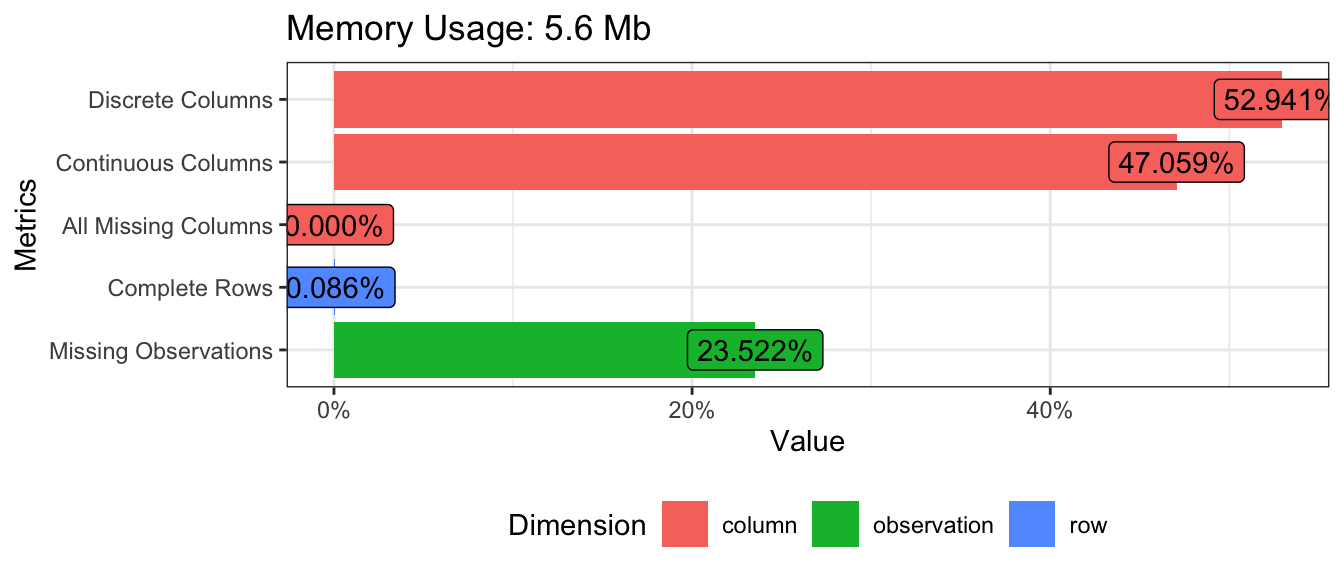 Memory Usage: 5.6 Mb
Metrics
Discrete Columns
52.941%
Continuous Columns
47.059%
All Missing Columns
0.000%
Complete Rows
0.086%
Missing Observations
23.522%
0%
20%
40%
Value
Dimension
column
observation
row